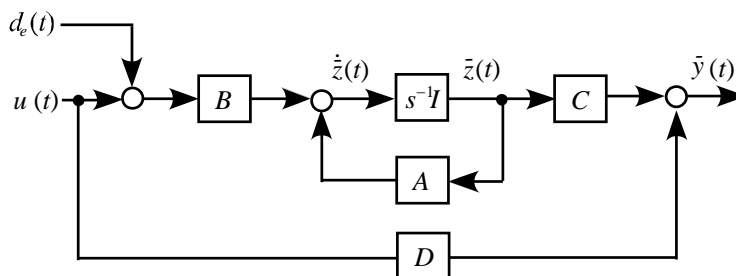 d_e(t)
u (t)
B
ż̄(t)
s⁻¹I
z̄(t)
C
ȳ (t)
A
D